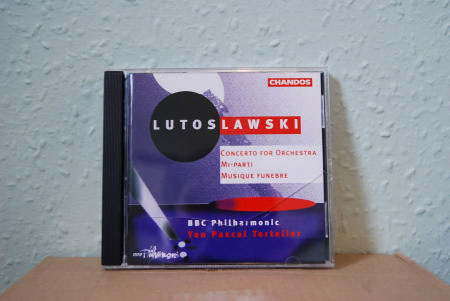 CHANDOS
LUTOSLAWSKI
CONCERTO FOR ORCHESTRA
MI-PARTI
MUSIQUE FUNEBRE
BBC Philharmonic
Yan Pascal Tortelier